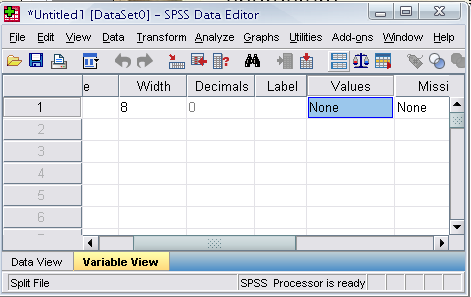 *Untitled1 [DataSet0] - SPSS Data Editor
File Edit View Data Transform Analyze Graphs Utilities Add-ons Window Help
e Width Decimals Label Values Missi
1 8 0 None None
2
3
4
5
6
7
Data View Variable View
Split File SPSS Processor is ready